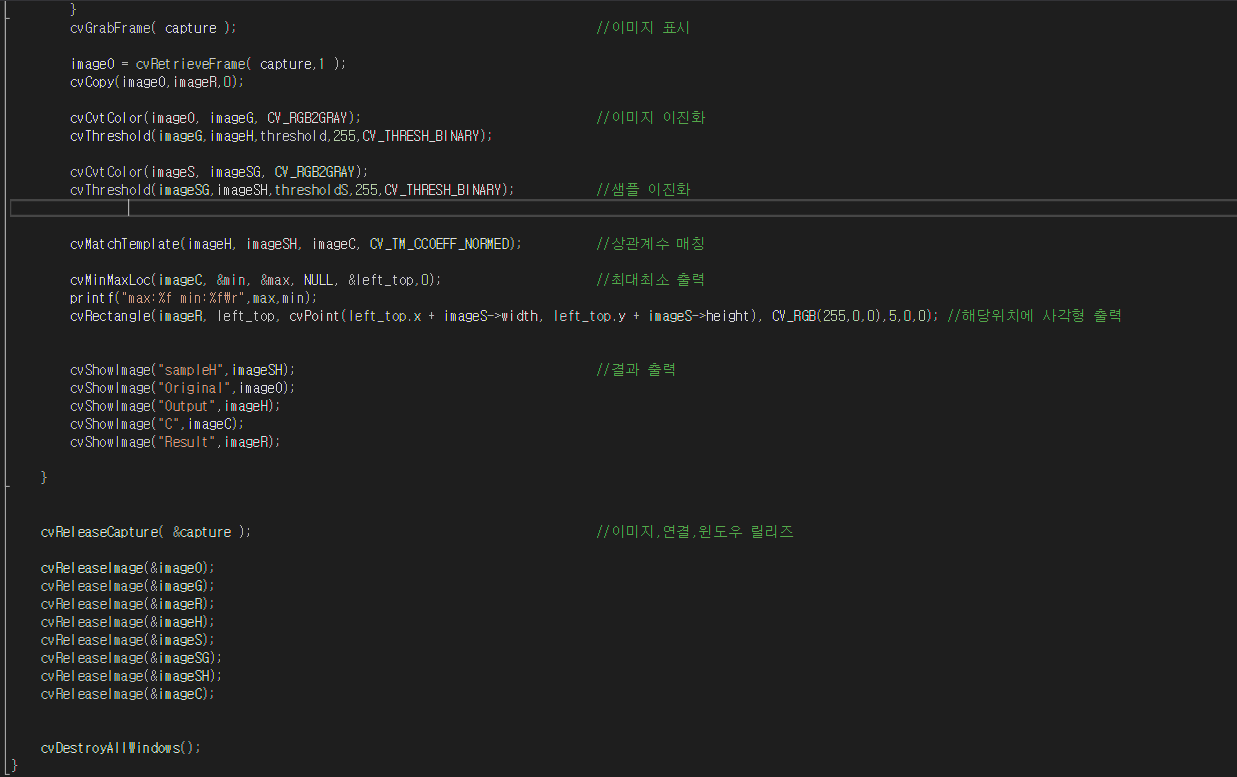 }
cvGrabFrame( capture ); //이미지 표시
imageO = cvRetrieveFrame( capture,1 );
cvCopy(imageO,imageR,0);
cvCvtColor(imageO, imageG, CV_RGB2GRAY); //이미지 이진화
cvThreshold(imageG,imageH,threshold,255,CV_THRESH_BINARY);
cvCvtColor(imageS, imageSG, CV_RGB2GRAY);
cvThreshold(imageSG,imageSH,thresholdS,255,CV_THRESH_BINARY); //샘플 이진화
cvMatchTemplate(imageH, imageSH, imageC, CV_TM_CCOEFF_NORMED); //상관계수 매칭
cvMinMaxLoc(imageC, &min, &max, NULL, &left_top,0); //최대최소 출력
printf("max:%f min:%f₩r",max,min);
cvRectangle(imageR, left_top, cvPoint(left_top.x + imageS->width, left_top.y + imageS->height), CV_RGB(255,0,0),5,0,0); //해당위치에 사각형 출력
cvShowImage("sampleH",imageSH); //결과 출력
cvShowImage("Original",imageO);
cvShowImage("Output",imageH);
cvShowImage("C",imageC);
cvShowImage("Result",imageR);
}
cvReleaseCapture( &capture ); //이미지,연결,윈도우 릴리즈
cvReleaseImage(&imageO);
cvReleaseImage(&imageG);
cvReleaseImage(&imageR);
cvReleaseImage(&imageH);
cvReleaseImage(&imageS);
cvReleaseImage(&imageSG);
cvReleaseImage(&imageSH);
cvReleaseImage(&imageC);
cvDestroyAllWindows();
}